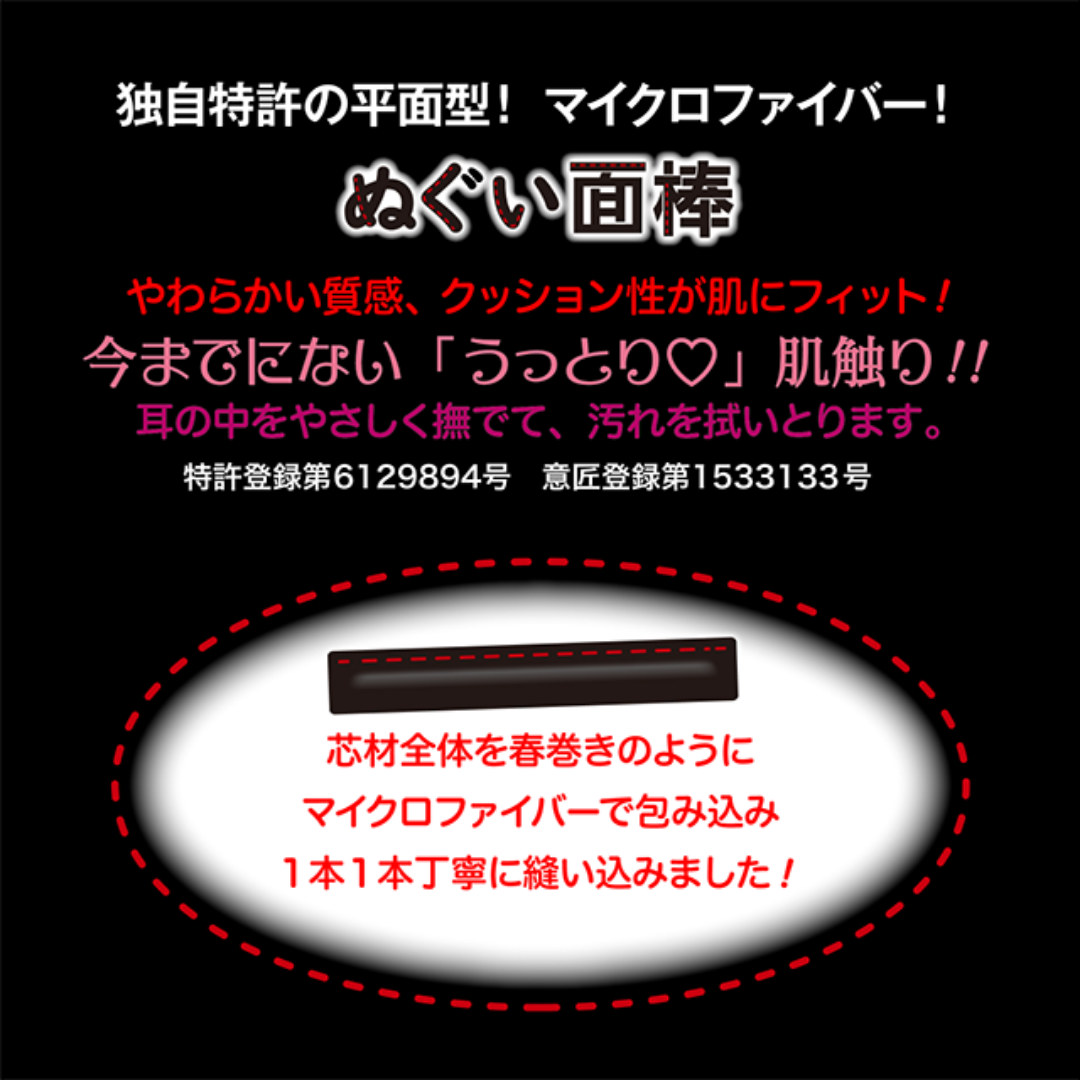 独自特許の平面型！ マイクロファイバー！
ぬぐい面棒
やわらかい質感、クッション性が肌にフィット！
今までにない「うっとり♡」肌触り!!
耳の中をやさしく撫でて、汚れを拭いとります。
特許登録第6129894号　意匠登録第1533133号
芯材全体を春巻きのように
マイクロファイバーで包み込み
1本1本丁寧に縫い込みました！